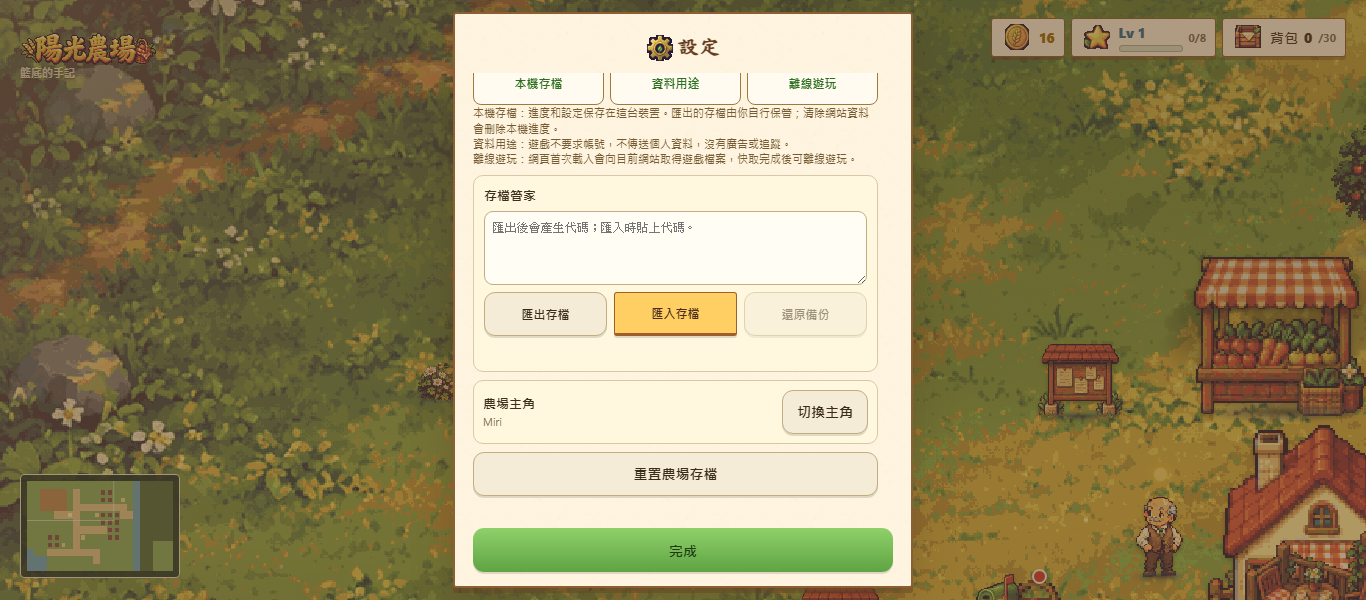 陽光農場
籃底的手記
16
Lv 1
0/8
背包 0 /30
設定
本機存檔
資料用途
離線遊玩
本機存檔：進度和設定保存在這台裝置。匯出的存檔由你自行保管；清除網站資料
會刪除本機進度。
資料用途：遊戲不要求帳號，不傳送個人資料，沒有廣告或追蹤。
離線遊玩：網頁首次載入會向目前網站取得遊戲檔案，快取完成後可離線遊玩。
存檔管家
匯出後會產生代碼；匯入時貼上代碼。
匯出存檔
匯入存檔
還原備份
農場主角
Miri
切換主角
重置農場存檔
完成